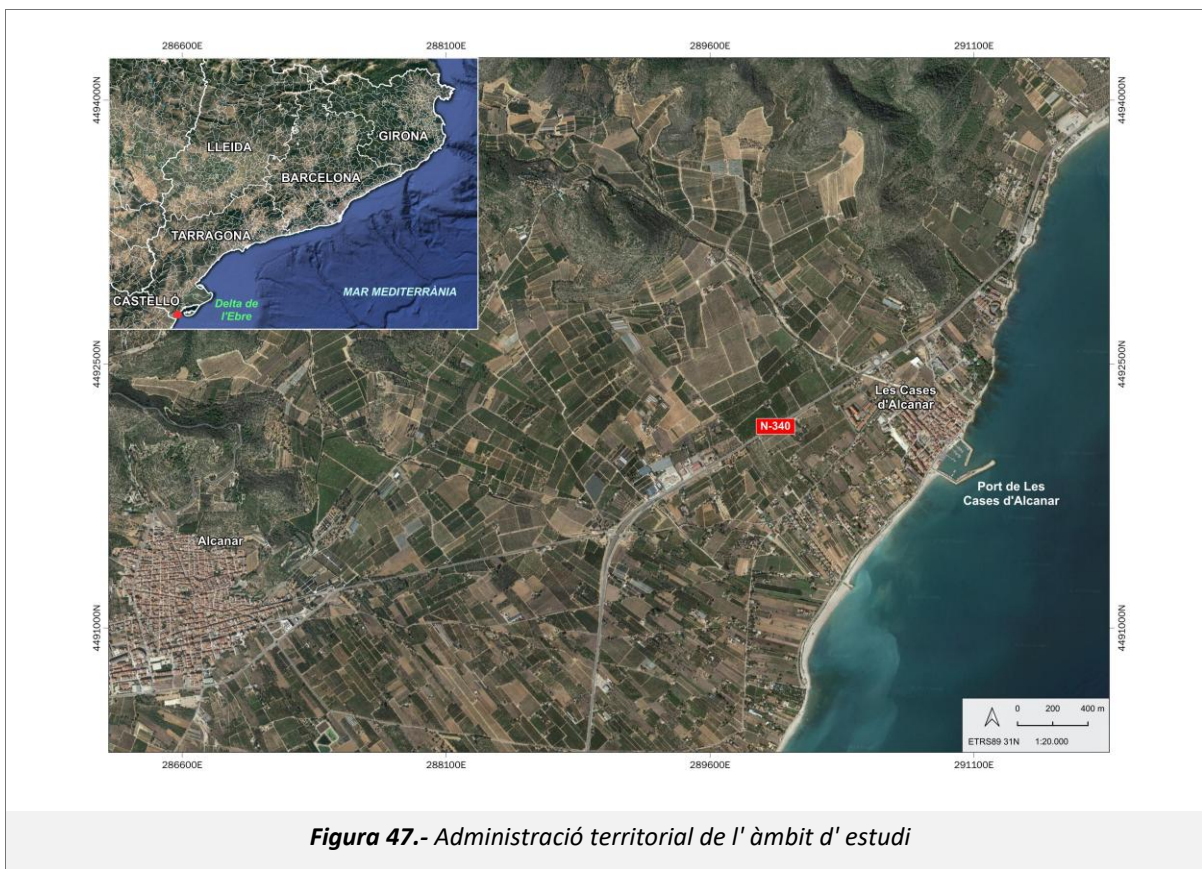 286600E
288100E
289600E
291100E
4494000N
4494000N
LLEIDA
GIRONA
BARCELONA
TARRAGONA
CASTELLÓ
Delta de
l'Ebre
MAR MEDITERRÀNIA
4492500N
4492500N
Les Cases
d'Alcanar
N-340
Port de Les
Cases d'Alcanar
Alcanar
4491000N
4491000N
0 200 400 m
ETRS89 31N 1:20.000
286600E
288100E
289600E
291100E
Figura 47.- Administració territorial de l' àmbit d' estudi